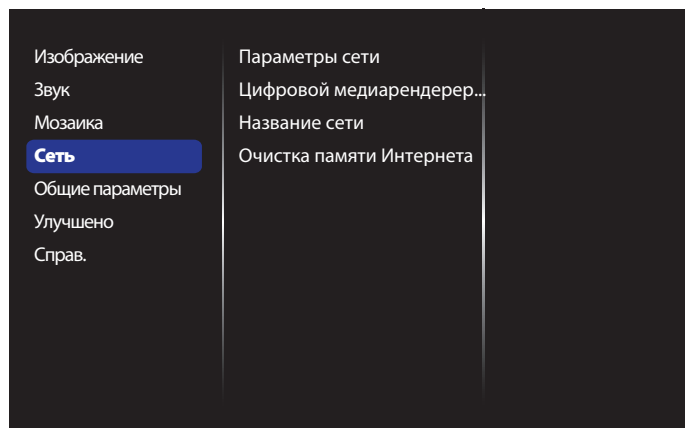 Изображение
Звук
Мозаика
Сеть
Общие параметры
Улучшено
Справ.
Параметры сети
Цифровой медиарендерер...
Название сети
Очистка памяти Интернета